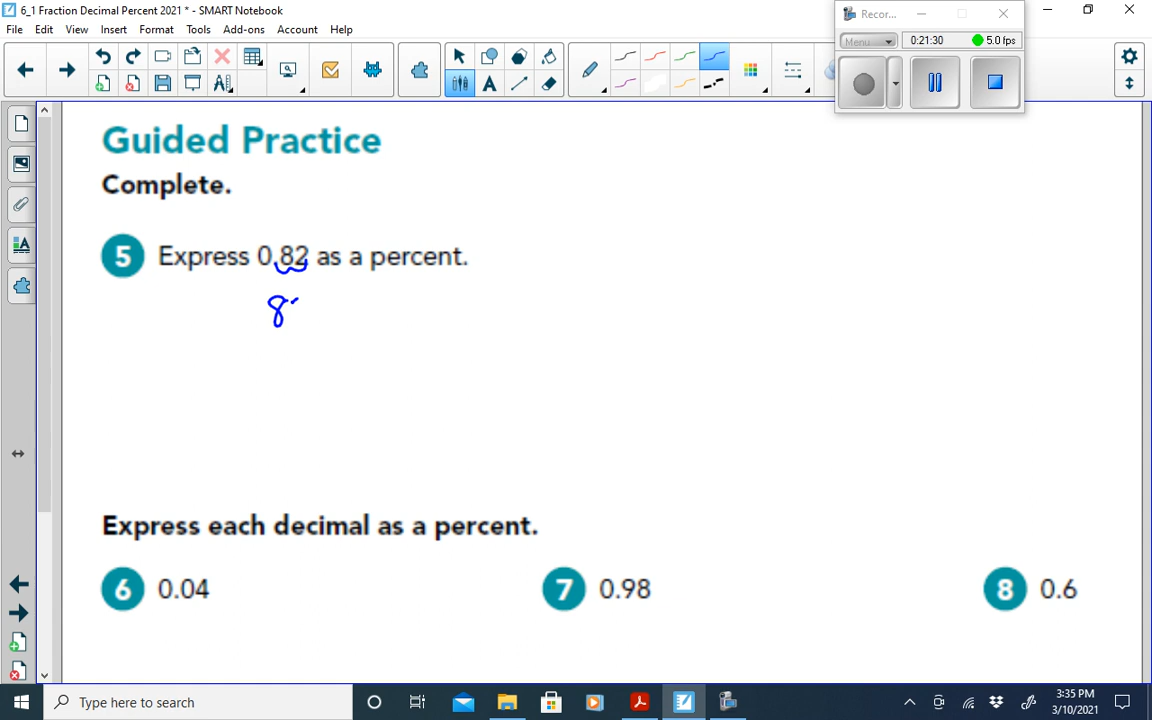 6_1 Fraction Decimal Percent 2021 * - SMART Notebook
File Edit View Insert Format Tools Add-ons Account Help
Recor...
Menu 0:21:30 5.0 fps
Guided Practice
Complete.
5 Express 0.82 as a percent.
8
Express each decimal as a percent.
6 0.04
7 0.98
8 0.6
Type here to search
3:35 PM
3/10/2021